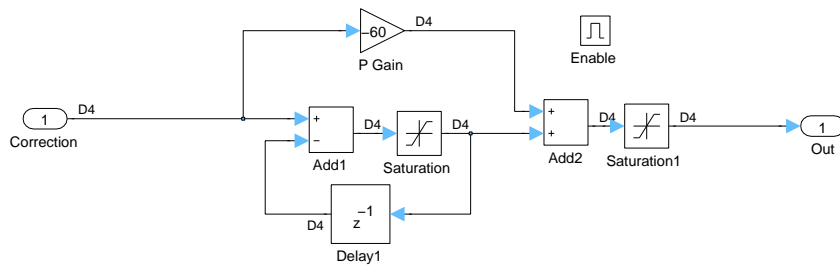 D4
−60
P Gain
Enable
1
D4
Correction
+
−
Add1
D4
D4
Saturation
+
+
Add2
D4
Saturation1
D4
1
Out
D4
z−1
Delay1